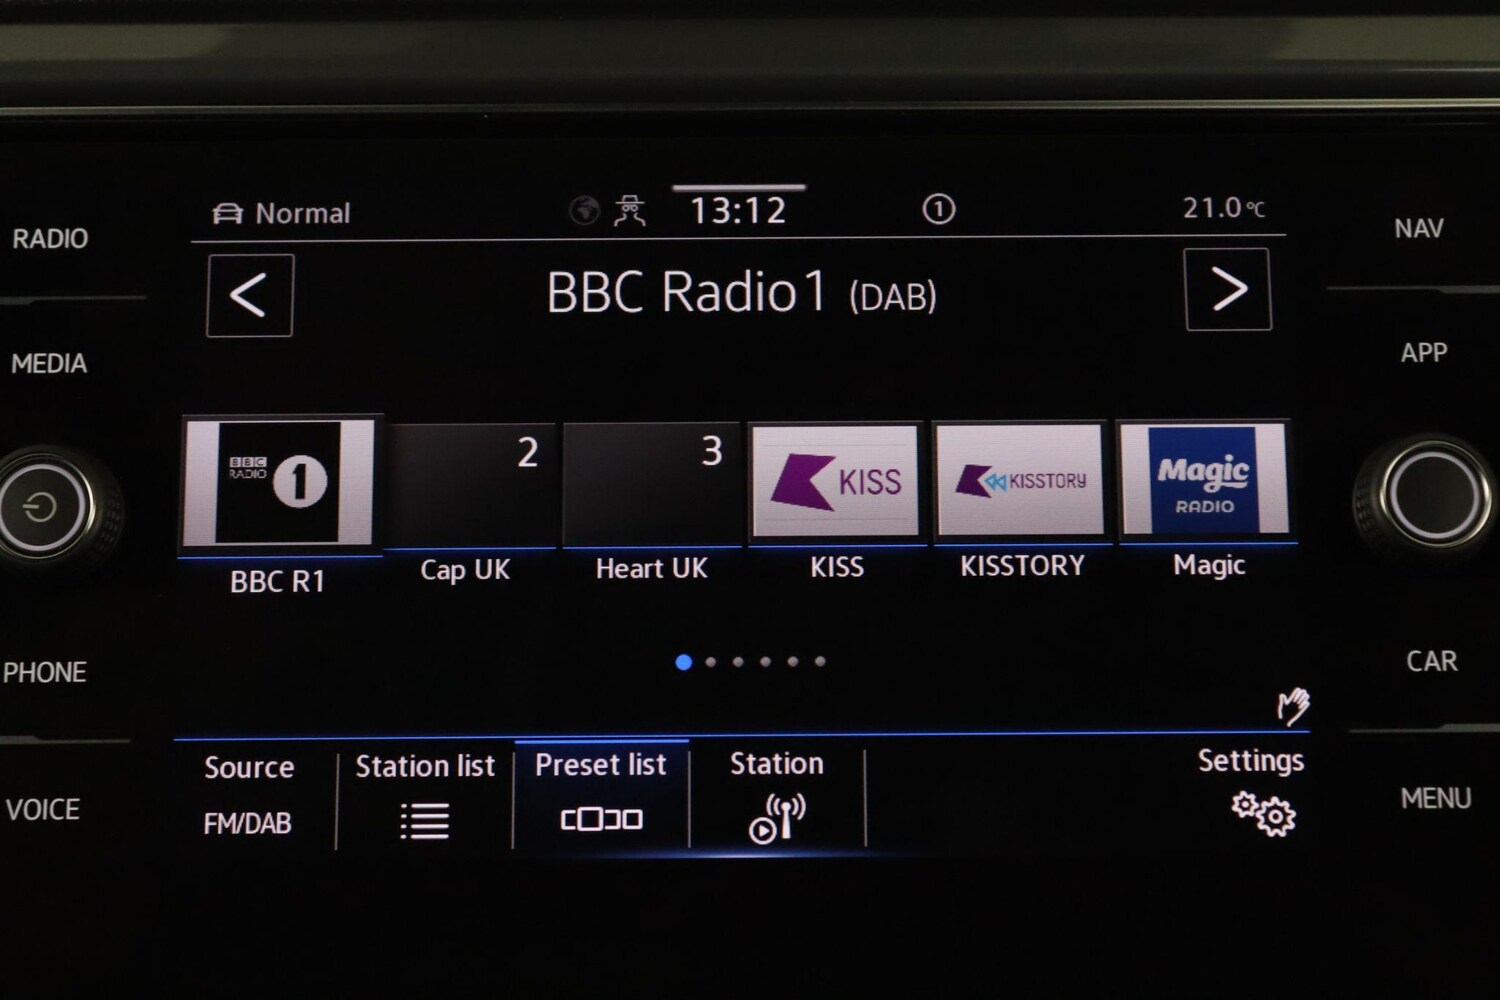 Normal
13:12
1
21.0 °C
RADIO
NAV
<
BBC Radio 1 (DAB)
>
MEDIA
APP
BBC
RADIO
1
2
3
KISS
KISSTORY
Magic
RADIO
BBC R1
Cap UK
Heart UK
KISS
KISSTORY
Magic
PHONE
CAR
Source
Station list
Preset list
Station
Settings
FM/DAB
VOICE
MENU